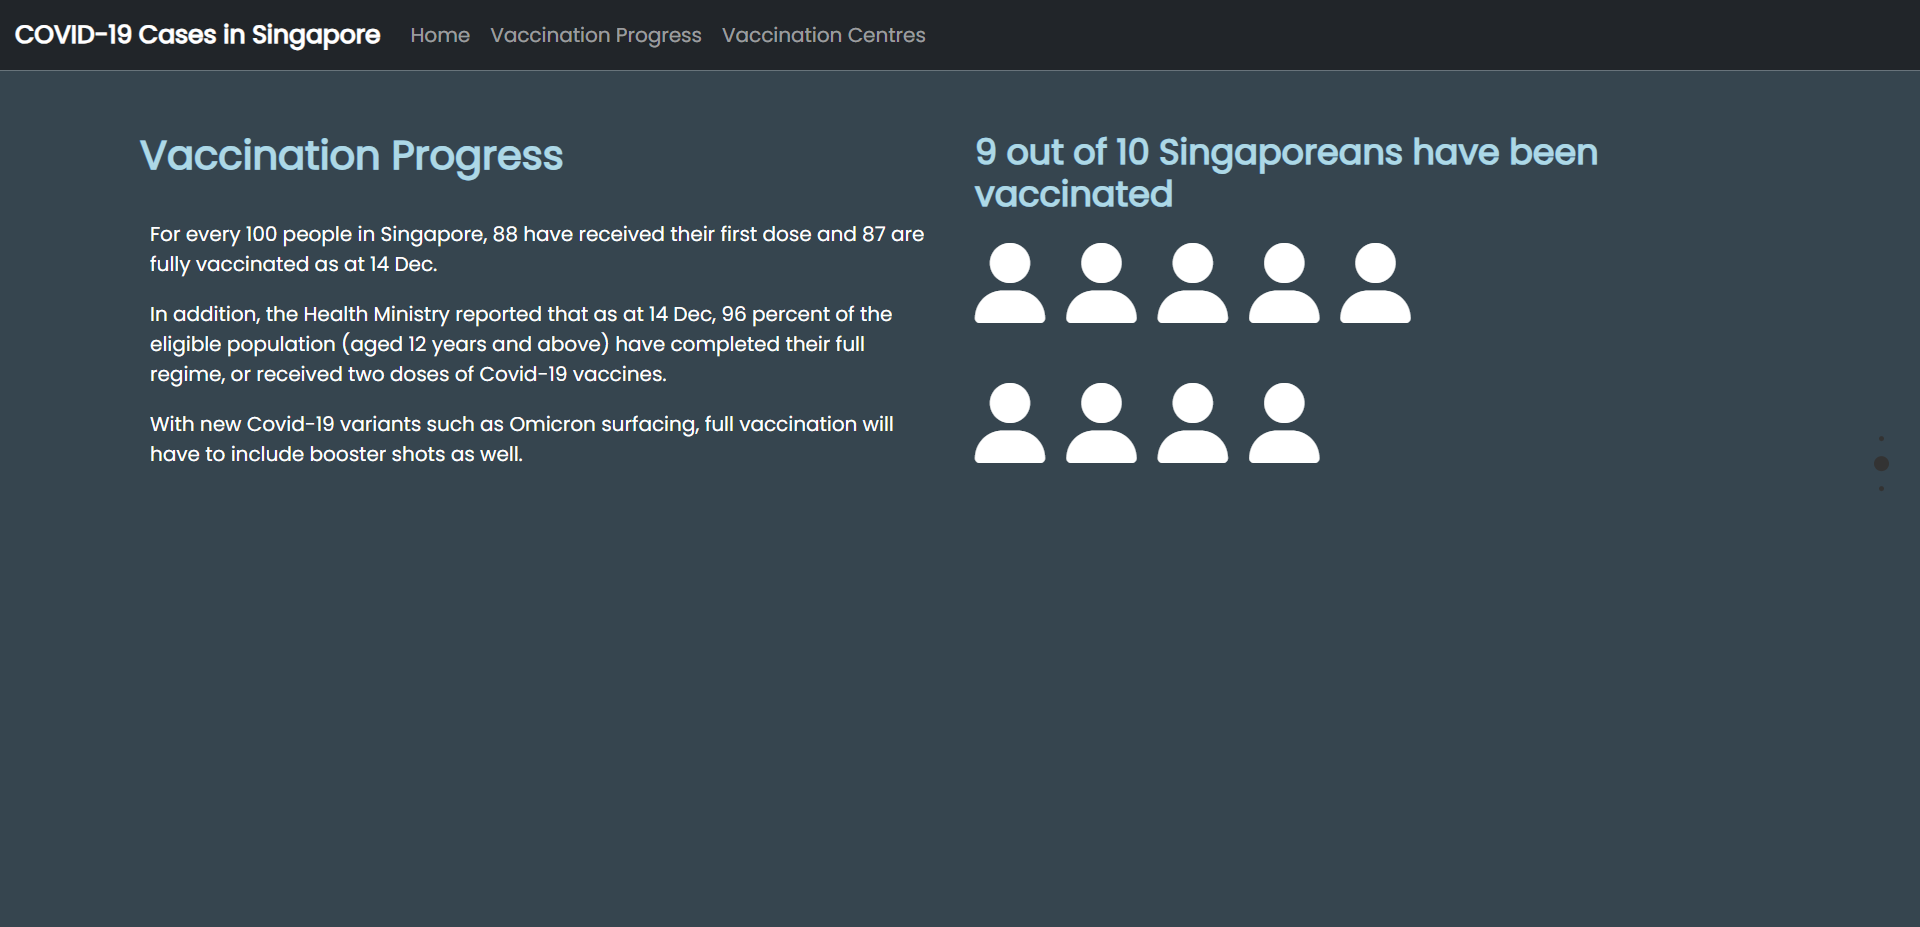 COVID-19 Cases in Singapore Home Vaccination Progress Vaccination Centres
Vaccination Progress
For every 100 people in Singapore, 88 have received their first dose and 87 are
fully vaccinated as at 14 Dec.
In addition, the Health Ministry reported that as at 14 Dec, 96 percent of the
eligible population (aged 12 years and above) have completed their full
regime, or received two doses of Covid-19 vaccines.
With new Covid-19 variants such as Omicron surfacing, full vaccination will
have to include booster shots as well.
9 out of 10 Singaporeans have been
vaccinated